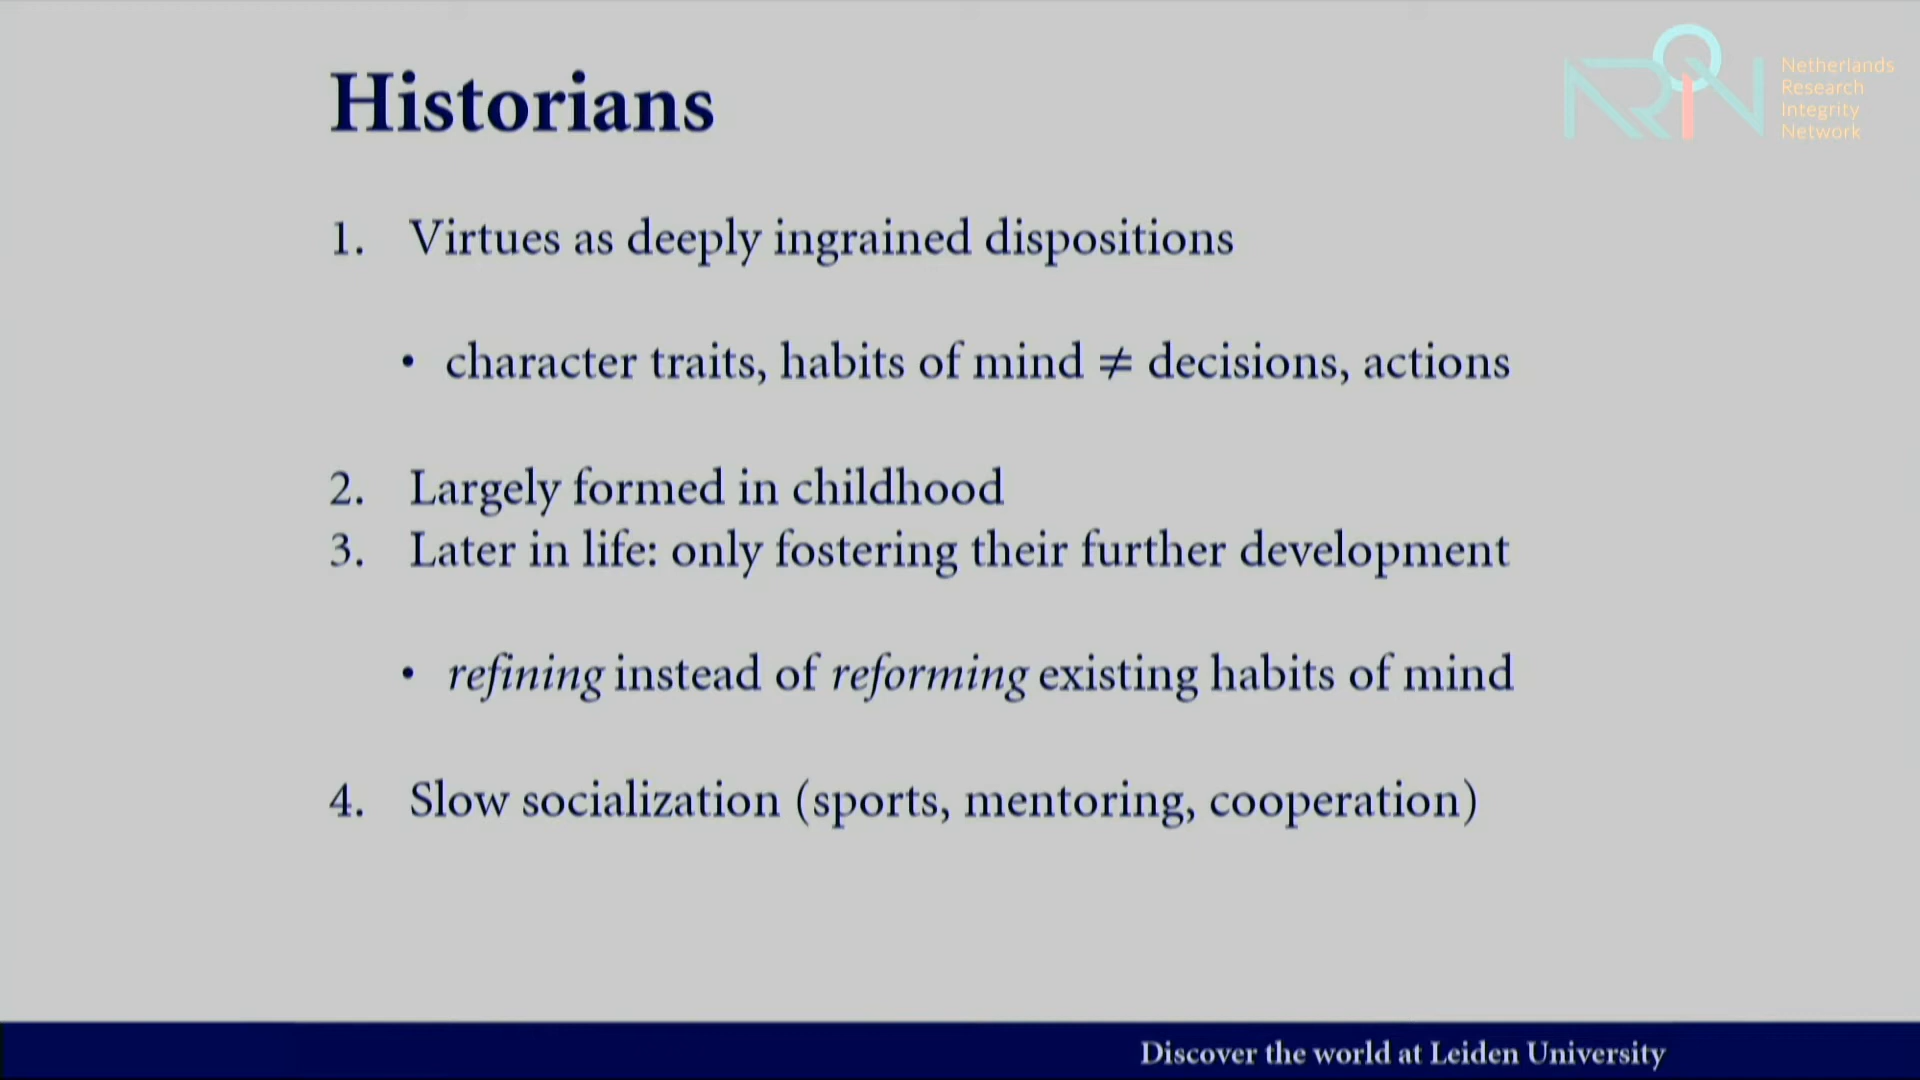 Historians
NRIN
Netherlands
Research
Integrity
Network
1. Virtues as deeply ingrained dispositions
• character traits, habits of mind ≠ decisions, actions
2. Largely formed in childhood
3. Later in life: only fostering their further development
• refining instead of reforming existing habits of mind
4. Slow socialization (sports, mentoring, cooperation)
Discover the world at Leiden University